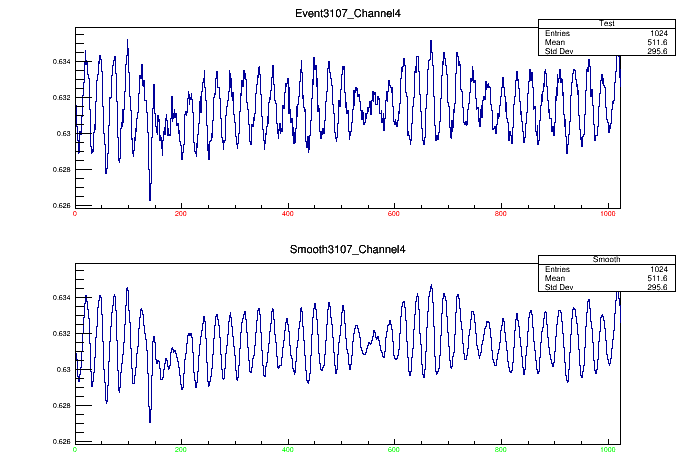 Event3107_Channel4
Test
Entries 1024
Mean 511.6
Std Dev 295.6
0.634
0.632
0.63
0.628
0.626
0 200 400 600 800 1000
Smooth3107_Channel4
Smooth
Entries 1024
Mean 511.6
Std Dev 295.6
0.634
0.632
0.63
0.628
0.626
0 200 400 600 800 1000